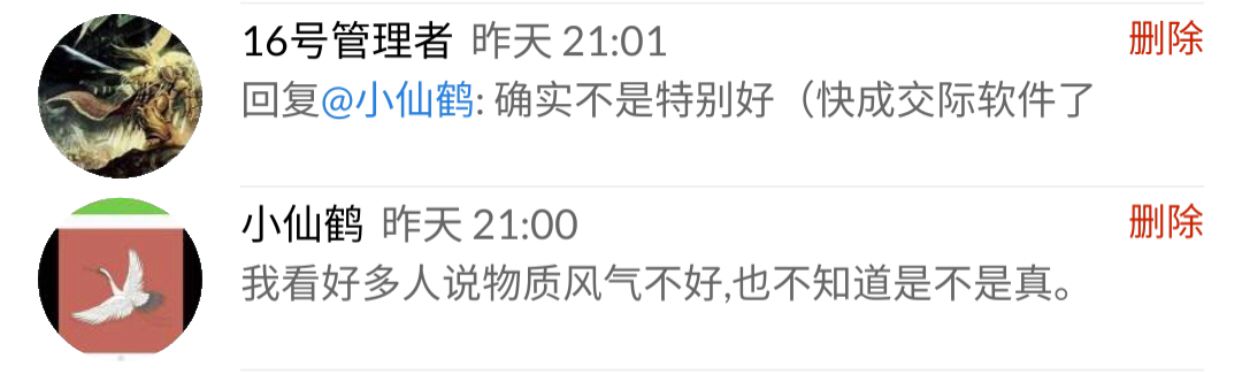 16号管理者 昨天 21:01 删除
回复@小仙鹤: 确实不是特别好（快成交际软件了
小仙鹤 昨天 21:00 删除
我看好多人说物质风气不好,也不知道是不是真。